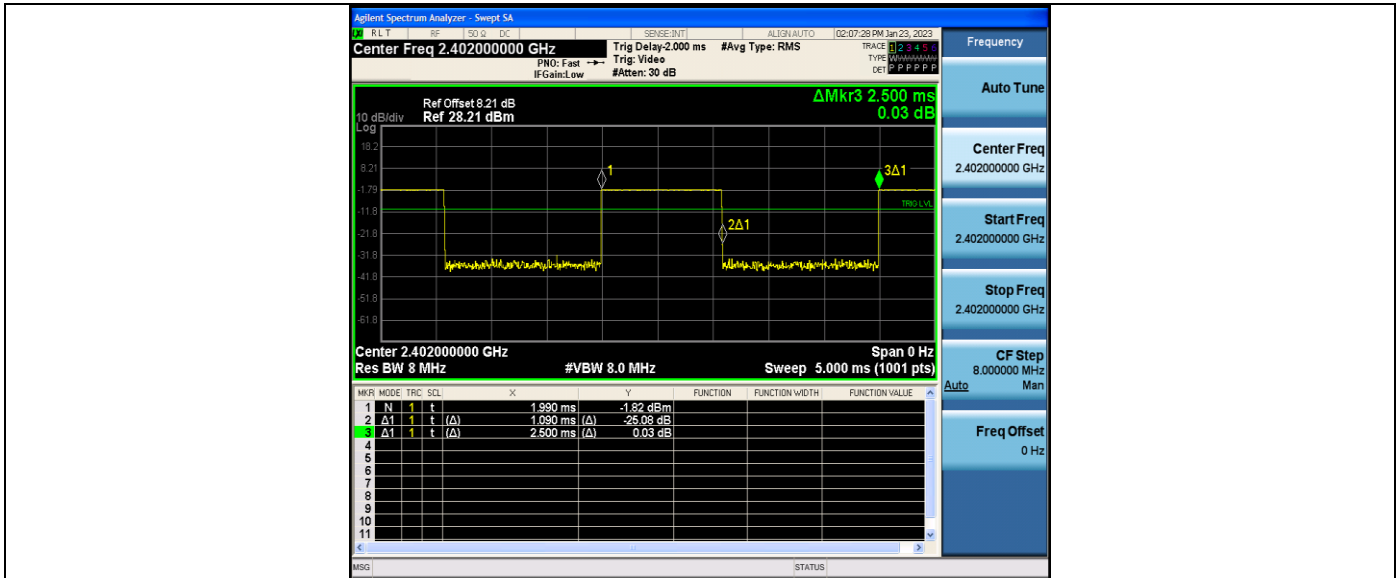 Agilent Spectrum Analyzer - Swept SA
R L T RF 50 Ω DC SENSE:INT ALIGN AUTO 02:07:28 PM Jan 23, 2023
Center Freq 2.402000000 GHz
PNO: Fast
IFGain:Low
Trig Delay-2.000 ms
Trig: Video
#Atten: 30 dB
#Avg Type: RMS
TRACE 1 2 3 4 5 6
TYPE
DET P P P P P P
Ref Offset 8.21 dB
10 dB/div Ref 28.21 dBm
Log
ΔMkr3 2.500 ms
0.03 dB
18.2
8.21
-1.79
-11.8
-21.8
-31.8
-41.8
-51.8
-61.8
1
2Δ1
3Δ1
TRIG LVL
Center 2.402000000 GHz Span 0 Hz
Res BW 8 MHz #VBW 8.0 MHz Sweep 5.000 ms (1001 pts)
MKR MODE TRC SCL X Y FUNCTION FUNCTION WIDTH FUNCTION VALUE
1 N 1 t 1.990 ms -1.82 dBm
2 Δ1 1 t (Δ) 1.090 ms (Δ) -25.08 dB
3 Δ1 1 t (Δ) 2.500 ms (Δ) 0.03 dB
4
5
6
7
8
9
10
11
MSG STATUS
Frequency
Auto Tune
Center Freq
2.402000000 GHz
Start Freq
2.402000000 GHz
Stop Freq
2.402000000 GHz
CF Step
8.000000 MHz
Auto Man
Freq Offset
0 Hz